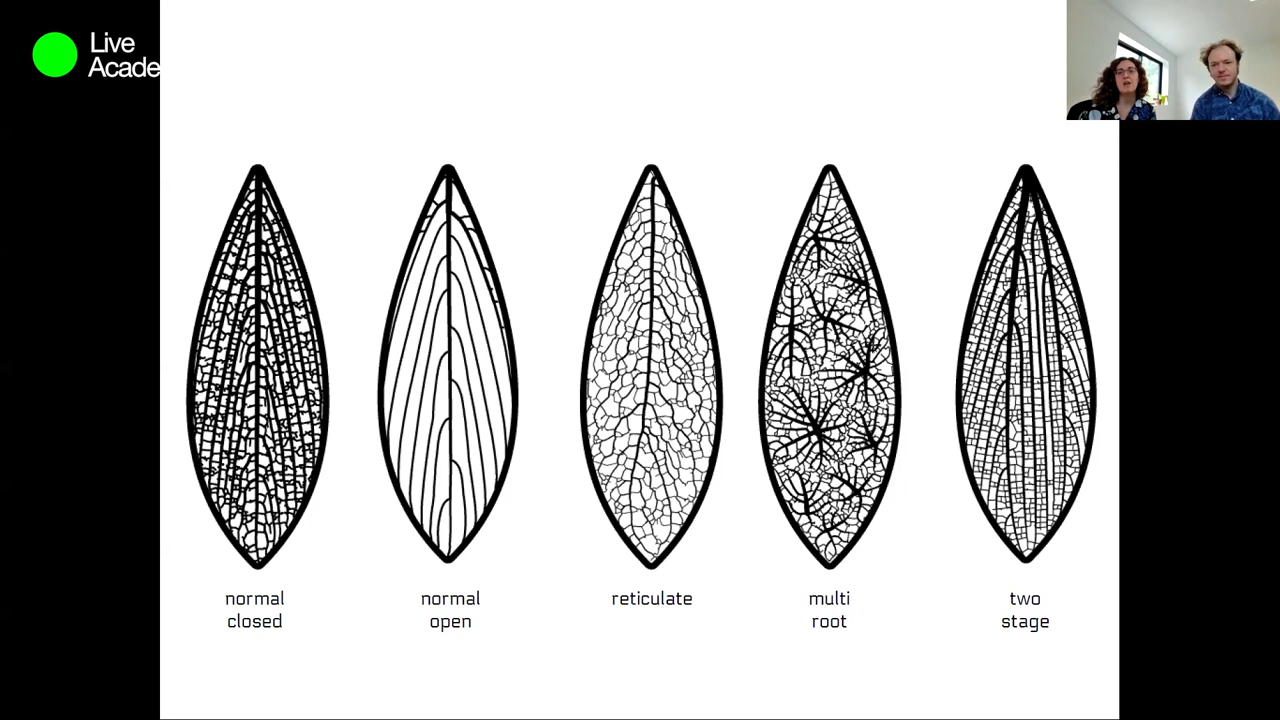 Live
Acade
normal
closed
normal
open
reticulate
multi
root
two
stage